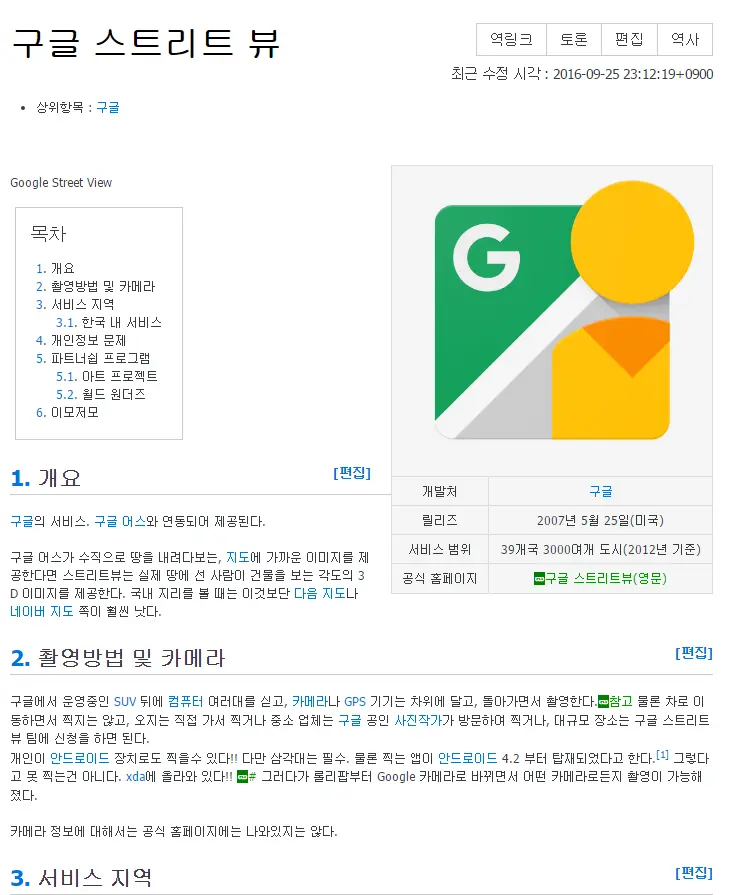 구글 스트리트 뷰
역링크 토론 편집 역사
최근 수정 시각 : 2016-09-25 23:12:19+0900
상위항목 : 구글
Google Street View
목차
1. 개요
2. 촬영방법 및 카메라
3. 서비스 지역
3.1. 한국 내 서비스
4. 개인정보 문제
5. 파트너쉽 프로그램
5.1. 아트 프로젝트
5.2. 월드 원더즈
6. 이모저모
G
개발처 구글
릴리즈 2007년 5월 25일(미국)
서비스 범위 39개국 3000여개 도시(2012년 기준)
공식 홈페이지 구글 스트리트뷰(영문)
1. 개요 [편집]
구글의 서비스. 구글 어스와 연동되어 제공된다.
구글 어스가 수직으로 땅을 내려다보는, 지도에 가까운 이미지를 제
공한다면 스트리트뷰는 실제 땅에 선 사람이 건물을 보는 각도의 3
D 이미지를 제공한다. 국내 지리를 볼 때는 이것보단 다음 지도나
네이버 지도 쪽이 훨씬 낫다.
2. 촬영방법 및 카메라 [편집]
구글에서 운영중인 SUV 뒤에 컴퓨터 여러대를 싣고, 카메라나 GPS 기기는 차위에 달고, 돌아가면서 촬영한다.참고 물론 차로 이
동하면서 찍지는 않고, 오지는 직접 가서 찍거나 중소 업체는 구글 공인 사진작가가 방문하며 찍거나, 대규모 장소는 구글 스트리트
뷰 팀에 신청을 하면 된다.
개인이 안드로이드 장치로도 찍을수 있다!! 다만 삼각대는 필수. 물론 찍는 앱이 안드로이드 4.2 부터 탑재되었다고 한다.[1] 그렇다
고 못 찍는건 아니다. xda에 올라와 있다!! # 그러다가 롤리팝부터 Google 카메라로 바뀌면서 어떤 카메라로든지 촬영이 가능해
졌다.
카메라 정보에 대해서는 공식 홈페이지에는 나와있지는 않다.
3. 서비스 지역 [편집]